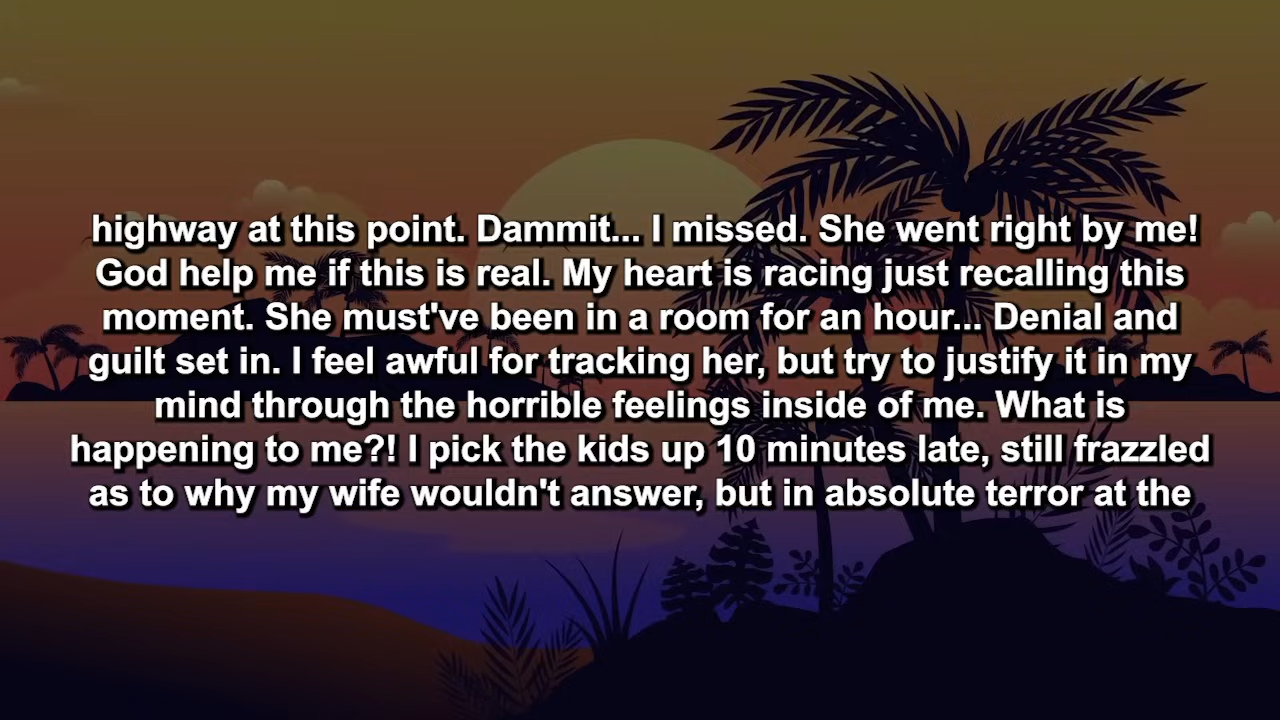 highway at this point. Dammit... I missed. She went right by me!
God help me if this is real. My heart is racing just recalling this
moment. She must've been in a room for an hour... Denial and
guilt set in. I feel awful for tracking her, but try to justify it in my
mind through the horrible feelings inside of me. What is
happening to me?! I pick the kids up 10 minutes late, still frazzled
as to why my wife wouldn't answer, but in absolute terror at the